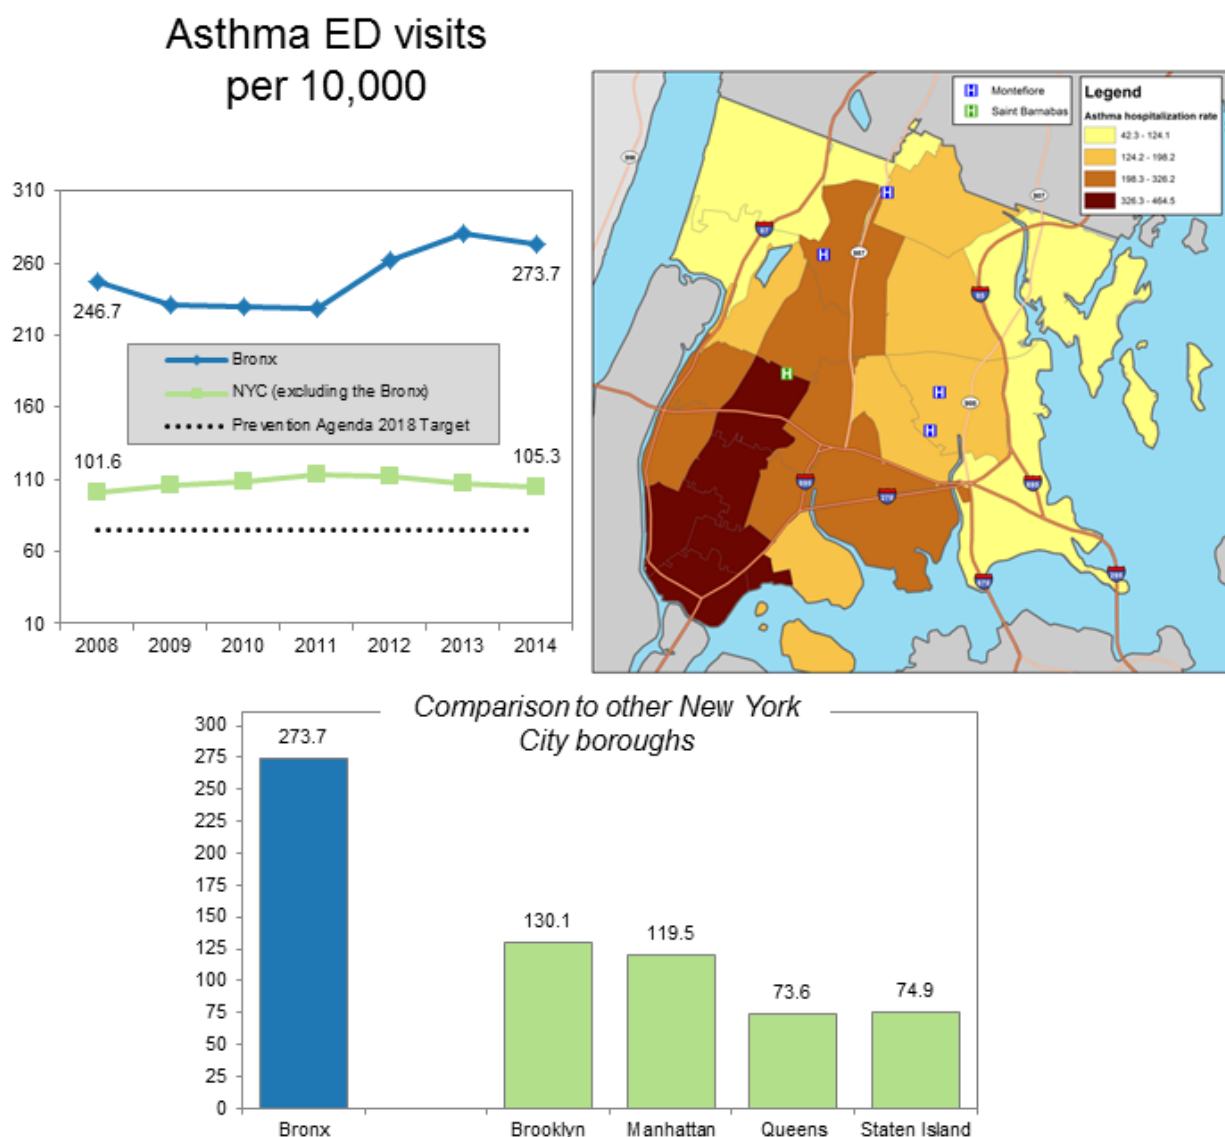 Asthma ED visits
per 10,000
310
260
210
160
110
60
10
246.7
273.7
Bronx
NYC (excluding the Bronx)
Prevention Agenda 2018 Target
101.6
105.3
2008 2009 2010 2011 2012 2013 2014
Montefiore
Saint Barnabas
Legend
Asthma hospitalization rate
42.3 - 124.1
124.2 - 198.2
198.3 - 326.2
326.3 - 464.5
907
907
87
95
278
Comparison to other New York
City boroughs
300
275
250
225
200
175
150
125
100
75
50
25
0
273.7
130.1
119.5
73.6
74.9
Bronx Brooklyn Manhattan Queens Staten Island